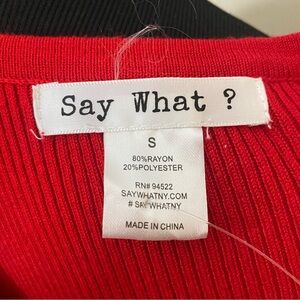 Say What ?
S
80%RAYON
20%POLYESTER
RN# 94522
SAYWHATNY.COM
# SAYWHATNY
MADE IN CHINA